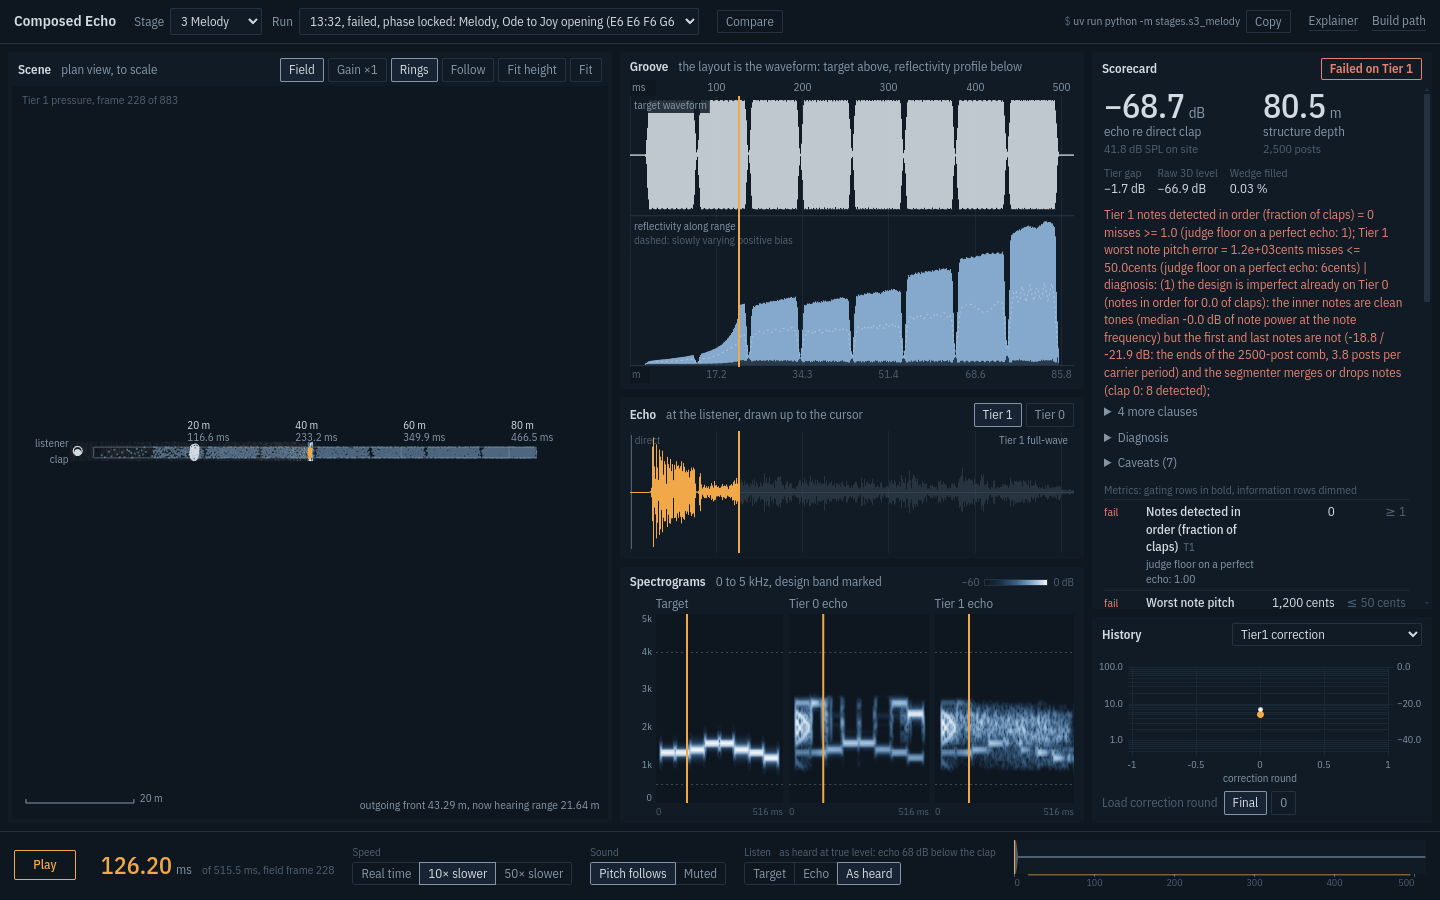 Composed Echo Stage 3 Melody Run 13:32, failed, phase locked: Melody, Ode to Joy opening (E6 E6 F6 G6 Compare $ uv run python -m stages.s3_melody Copy Explainer Build path
Scene plan view, to scale Field Gain ×1 Rings Follow Fit height Fit
Tier 1 pressure, frame 228 of 883
20 m 40 m 60 m 80 m
116.6 ms 233.2 ms 349.9 ms 466.5 ms
listener
clap
20 m
outgoing front 43.29 m, now hearing range 21.64 m
Groove the layout is the waveform: target above, reflectivity profile below
ms 100 200 300 400 500
target waveform
reflectivity along range
dashed: slowly varying positive bias
m 17.2 34.3 51.4 68.6 85.8
Echo at the listener, drawn up to the cursor Tier 1 Tier 0
direct Tier 1 full-wave
Spectrograms 0 to 5 kHz, design band marked −60 0 dB
Target Tier 0 echo Tier 1 echo
5k
4k
3k
2k
1k
0
0 516 ms 0 516 ms 0 516 ms
Scorecard Failed on Tier 1
−68.7 dB 80.5 m
echo re direct clap structure depth
41.8 dB SPL on site 2,500 posts
Tier gap Raw 3D level Wedge filled
−1.7 dB −66.9 dB 0.03 %
Tier 1 notes detected in order (fraction of claps) = 0
misses >= 1.0 (judge floor on a perfect echo: 1); Tier 1
worst note pitch error = 1.2e+03cents misses <=
50.0cents (judge floor on a perfect echo: 6cents) |
diagnosis: (1) the design is imperfect already on Tier 0
(notes in order for 0.0 of claps): the inner notes are clean
tones (median -0.0 dB of note power at the note
frequency) but the first and last notes are not (-18.8 /
-21.9 dB: the ends of the 2500-post comb, 3.8 posts per
carrier period) and the segmenter merges or drops notes
(clap 0: 8 detected);
4 more clauses
Diagnosis
Caveats (7)
Metrics: gating rows in bold, information rows dimmed
fail Notes detected in 0 ≥ 1
order (fraction of
claps) T1
judge floor on a perfect
echo: 1.00
fail Worst note pitch 1,200 cents ≤ 50 cents
History Tier1 correction
100.0 0.0
10.0 −20.0
1.0 −40.0
-1 -0.5 0 0.5 1
correction round
Load correction round Final 0
Play 126.20 ms of 515.5 ms, field frame 228
Speed
Real time 10× slower 50× slower
Sound
Pitch follows Muted
Listen as heard at true level: echo 68 dB below the clap
Target Echo As heard
0 100 200 300 400 500